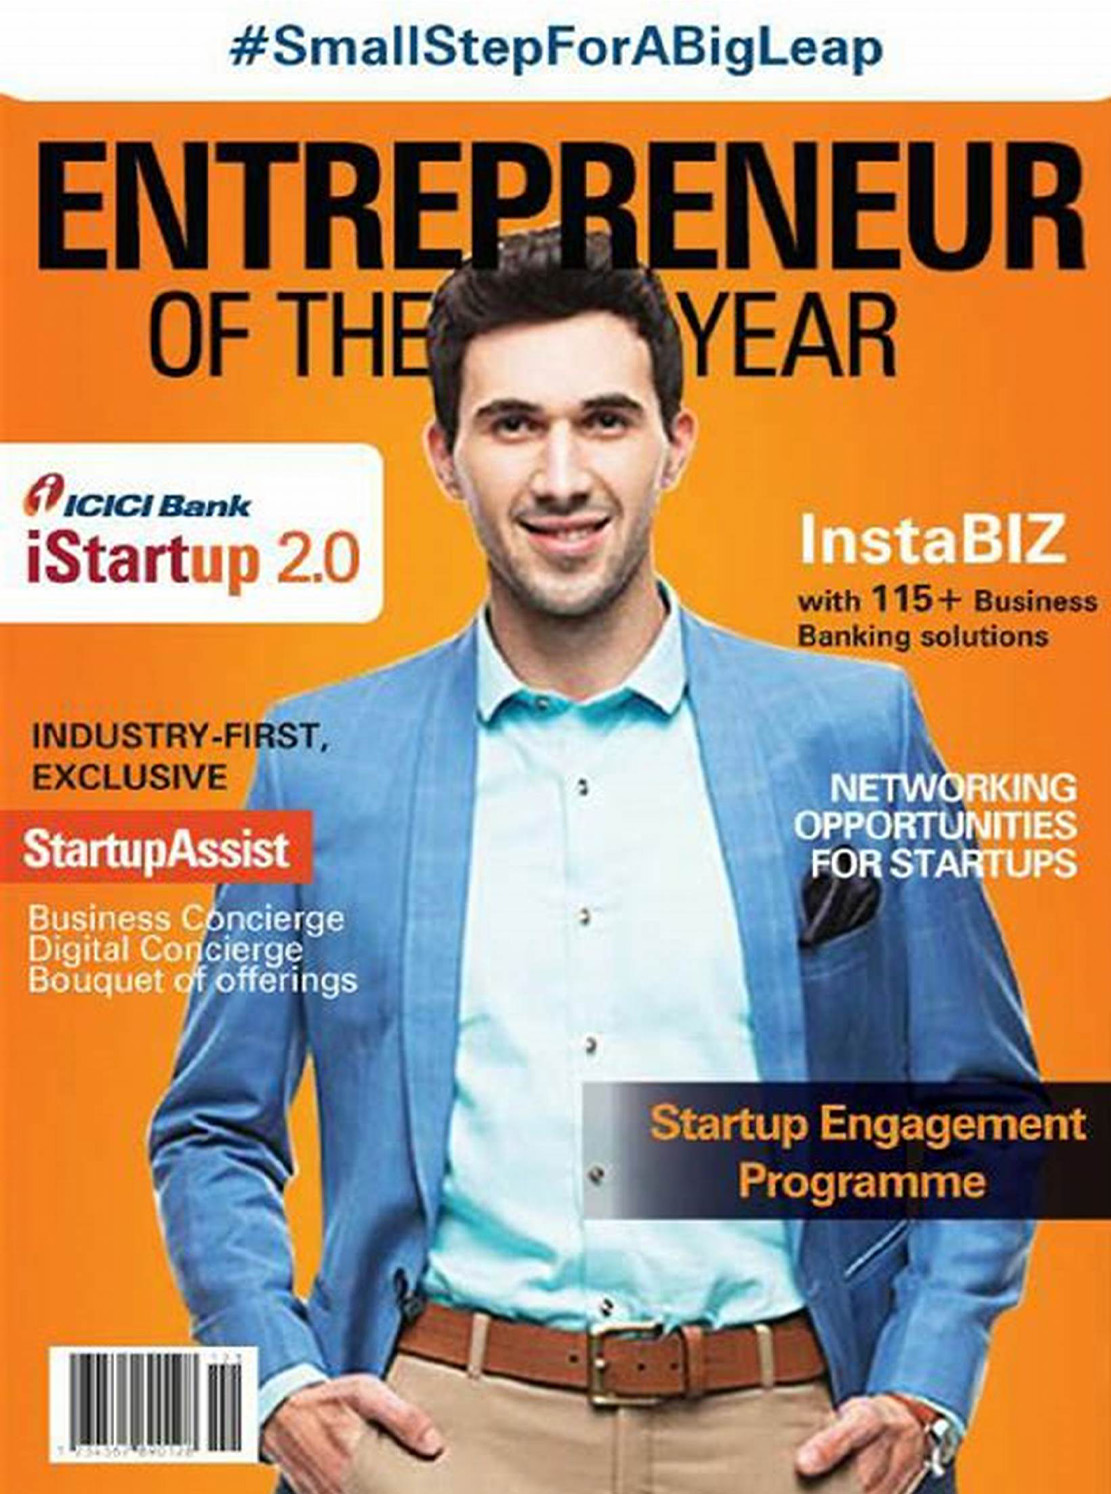 #SmallStepForABigLeap
ENTREPRENEUR
OF THE YEAR
ICICI Bank
iStartup 2.0
InstaBIZ
with 115+ Business
Banking solutions
INDUSTRY-FIRST,
EXCLUSIVE
StartupAssist
Business Concierge
Digital Concierge
Bouquet of offerings
NETWORKING
OPPORTUNITIES
FOR STARTUPS
Startup Engagement
Programme